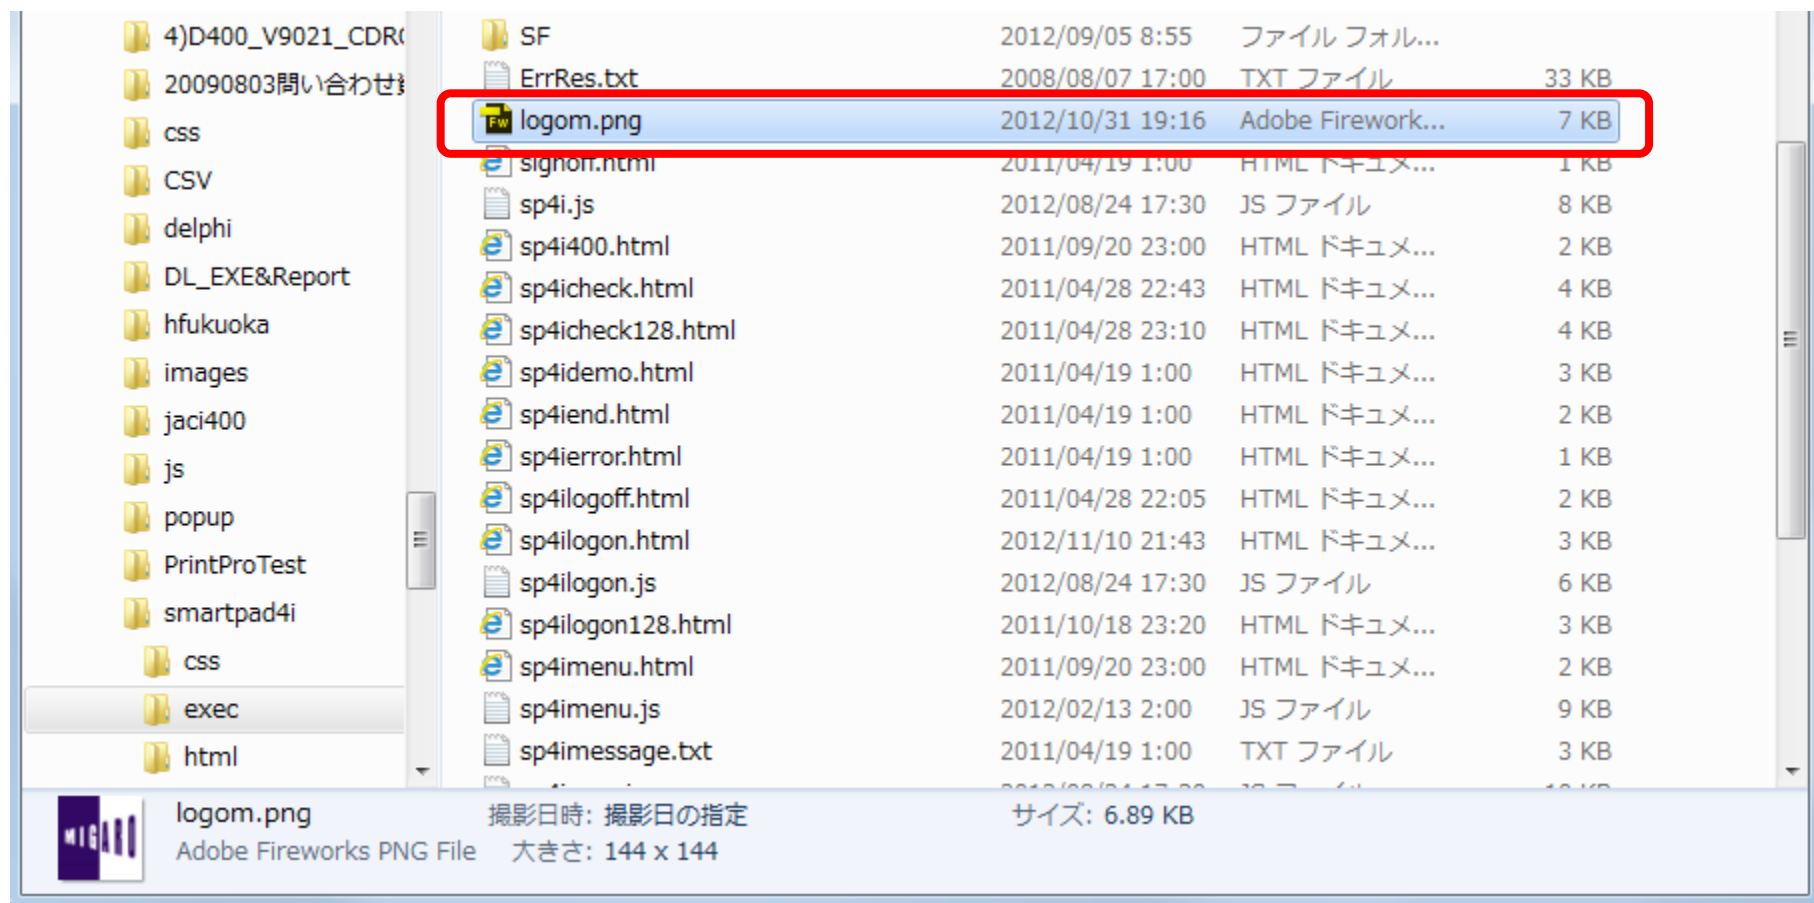 4)D400_V9021_CDR
20090803問い合わせ
css
CSV
delphi
DL_EXE&Report
hfukuoka
images
jaci400
js
popup
PrintProTest
smartpad4i
css
exec
html
SF 2012/09/05 8:55 ファイル フォル...
ErrRes.txt 2008/08/07 17:00 TXT ファイル 33 KB
logom.png 2012/10/31 19:16 Adobe Firework... 7 KB
signoff.html 2011/04/19 1:00 HTML ドキュメ... 1 KB
sp4i.js 2012/08/24 17:30 JS ファイル 8 KB
sp4i400.html 2011/09/20 23:00 HTML ドキュメ... 2 KB
sp4icheck.html 2011/04/28 22:43 HTML ドキュメ... 4 KB
sp4icheck128.html 2011/04/28 23:10 HTML ドキュメ... 4 KB
sp4idemo.html 2011/04/19 1:00 HTML ドキュメ... 3 KB
sp4iend.html 2011/04/19 1:00 HTML ドキュメ... 2 KB
sp4ierror.html 2011/04/19 1:00 HTML ドキュメ... 1 KB
sp4ilogoff.html 2011/04/28 22:05 HTML ドキュメ... 2 KB
sp4ilogon.html 2012/11/10 21:43 HTML ドキュメ... 3 KB
sp4ilogon.js 2012/08/24 17:30 JS ファイル 6 KB
sp4ilogon128.html 2011/10/18 23:20 HTML ドキュメ... 3 KB
sp4imenu.html 2011/09/20 23:00 HTML ドキュメ... 2 KB
sp4imenu.js 2012/02/13 2:00 JS ファイル 9 KB
sp4imessage.txt 2011/04/19 1:00 TXT ファイル 3 KB
MIGARO
logom.png 撮影日時: 撮影日の指定 サイズ: 6.89 KB
Adobe Fireworks PNG File 大きさ: 144 x 144